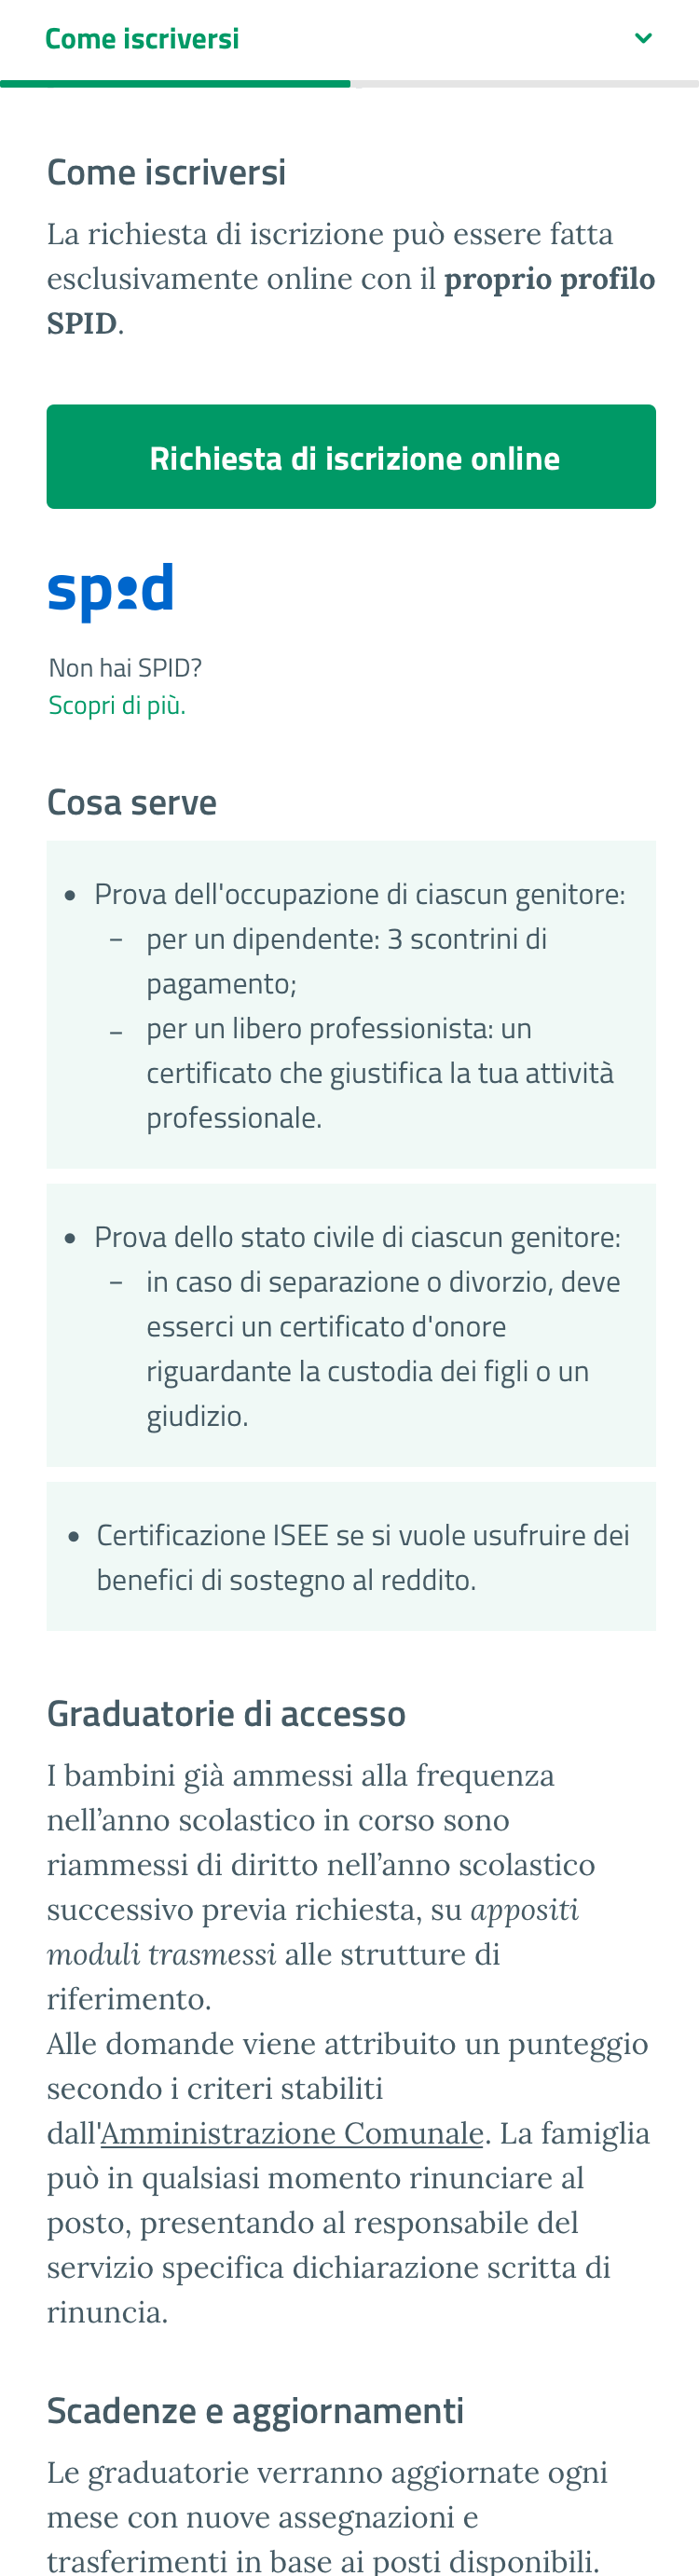 Come iscriversi
Come iscriversi
La richiesta di iscrizione può essere fatta
esclusivamente online con il proprio profilo
SPID.
Richiesta di iscrizione online
spid
Non hai SPID?
Scopri di più.
Cosa serve
• Prova dell'occupazione di ciascun genitore:
– per un dipendente: 3 scontrini di
pagamento;
– per un libero professionista: un
certificato che giustifica la tua attività
professionale.
• Prova dello stato civile di ciascun genitore:
– in caso di separazione o divorzio, deve
esserci un certificato d'onore
riguardante la custodia dei figli o un
giudizio.
• Certificazione ISEE se si vuole usufruire dei
benefici di sostegno al reddito.
Graduatorie di accesso
I bambini già ammessi alla frequenza
nell’anno scolastico in corso sono
riammessi di diritto nell’anno scolastico
successivo previa richiesta, su appositi
moduli trasmessi alle strutture di
riferimento.
Alle domande viene attribuito un punteggio
secondo i criteri stabiliti
dall'Amministrazione Comunale. La famiglia
può in qualsiasi momento rinunciare al
posto, presentando al responsabile del
servizio specifica dichiarazione scritta di
rinuncia.
Scadenze e aggiornamenti
Le graduatorie verranno aggiornate ogni
mese con nuove assegnazioni e
trasferimenti in base ai posti disponibili.